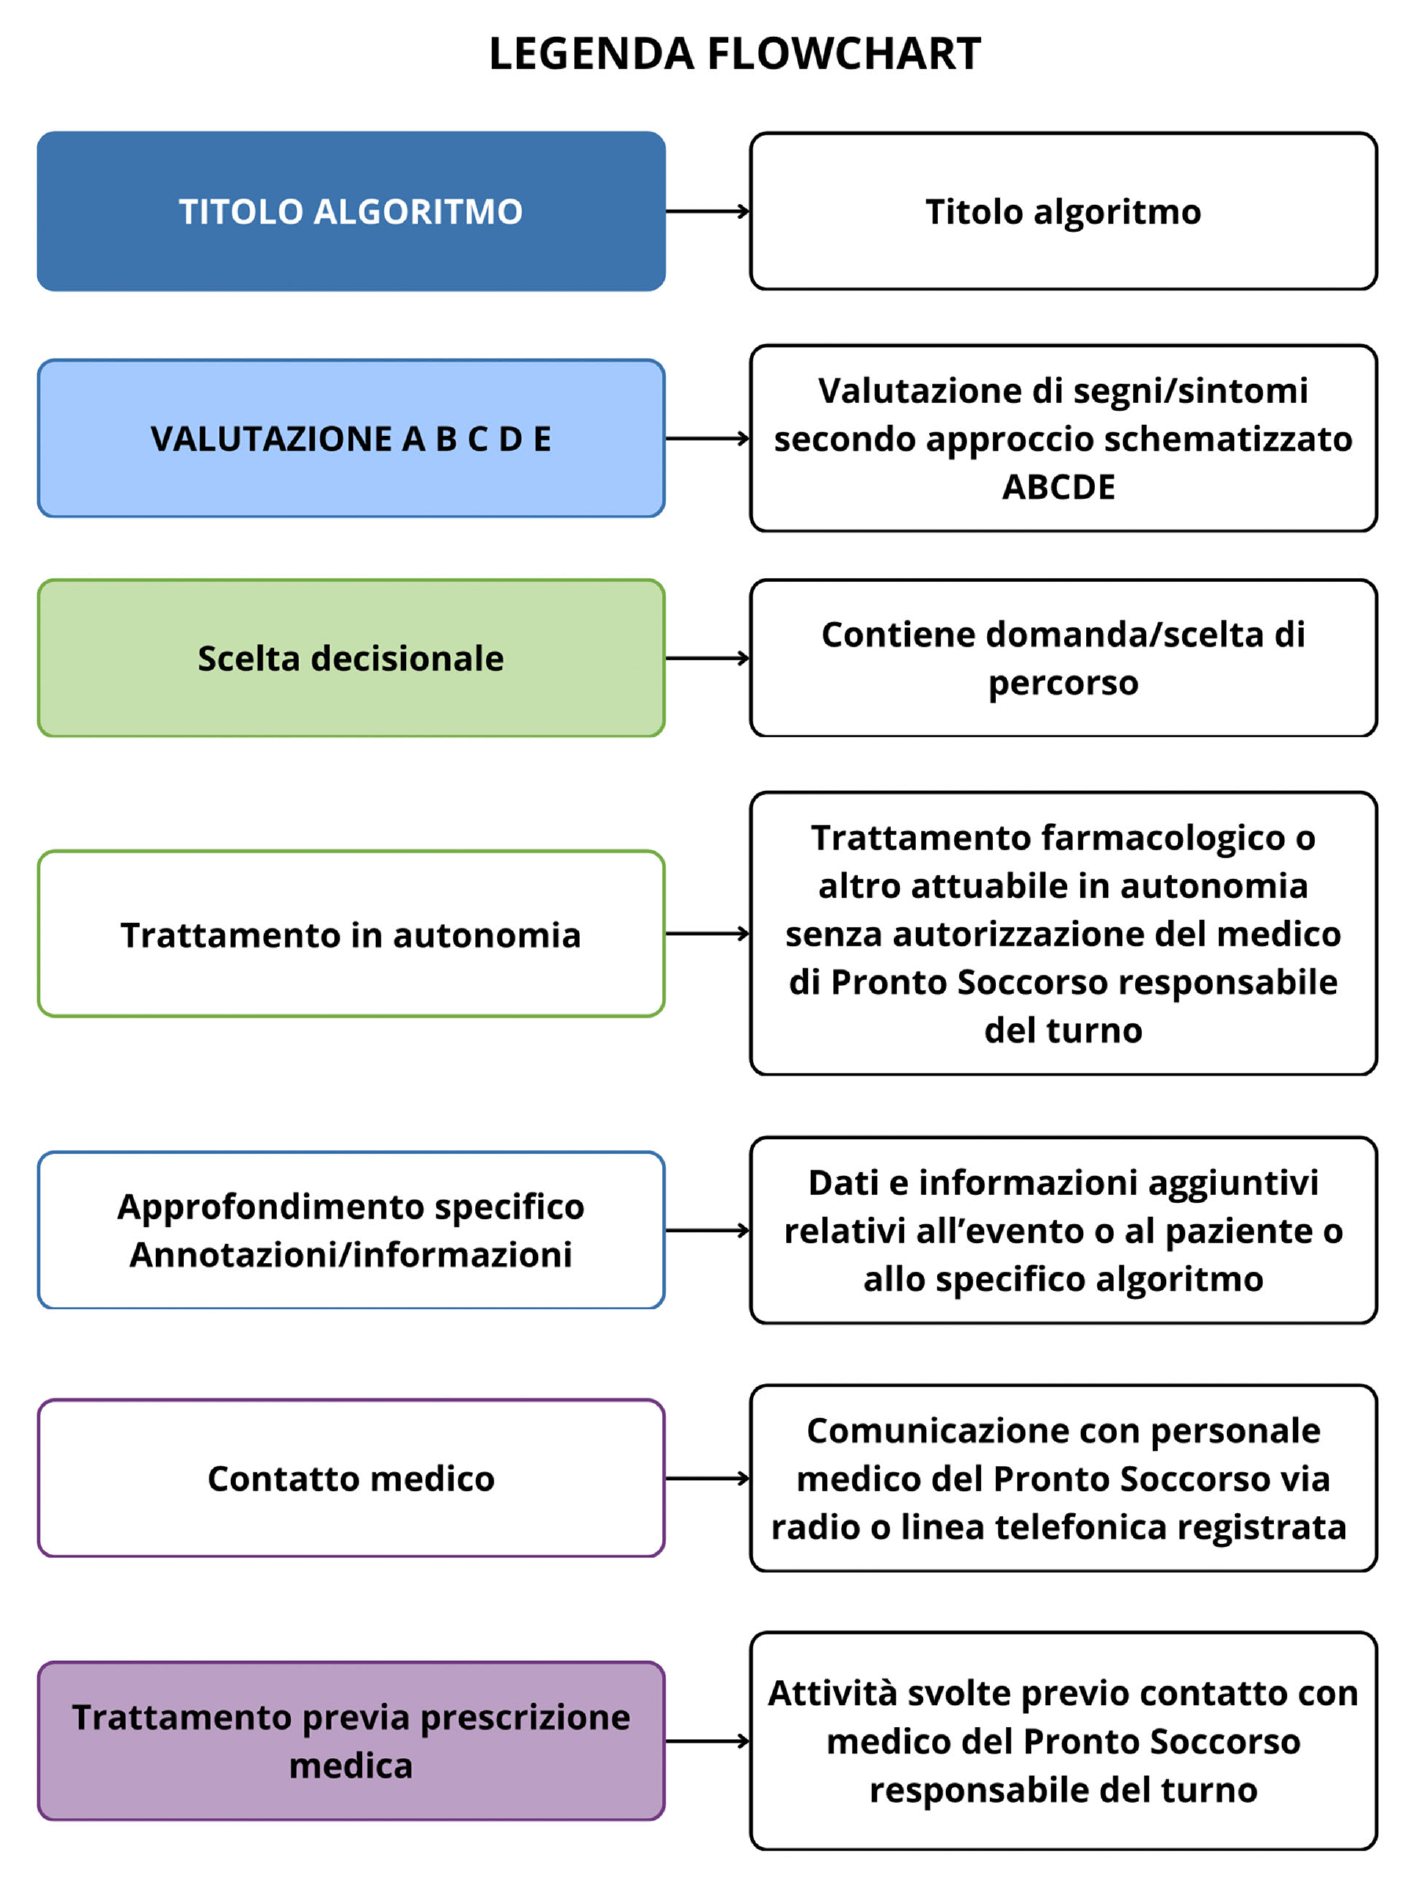 LEGENDA FLOWCHART
TITOLO ALGORITMO
Titolo algoritmo
VALUTAZIONE A B C D E
Valutazione di segni/sintomi
secondo approccio schematizzato
ABCDE
Scelta decisionale
Contiene domanda/scelta di
percorso
Trattamento in autonomia
Trattamento farmacologico o
altro attuabile in autonomia
senza autorizzazione del medico
di Pronto Soccorso responsabile
del turno
Approfondimento specifico
Annotazioni/informazioni
Dati e informazioni aggiuntivi
relativi all’evento o al paziente o
allo specifico algoritmo
Contatto medico
Comunicazione con personale
medico del Pronto Soccorso via
radio o linea telefonica registrata
Trattamento previa prescrizione
medica
Attività svolte previo contatto con
medico del Pronto Soccorso
responsabile del turno